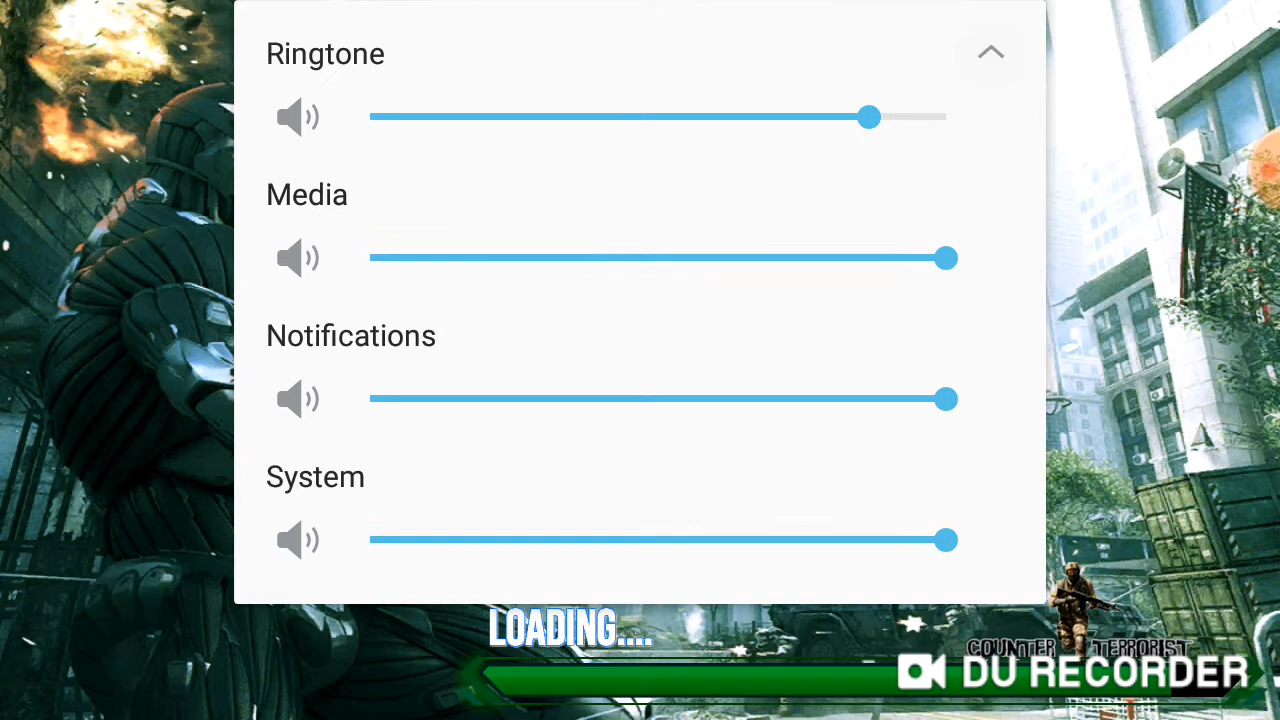 Ringtone
Media
Notifications
System
LOADING....
COUNTER TERRORIST
DU RECORDER